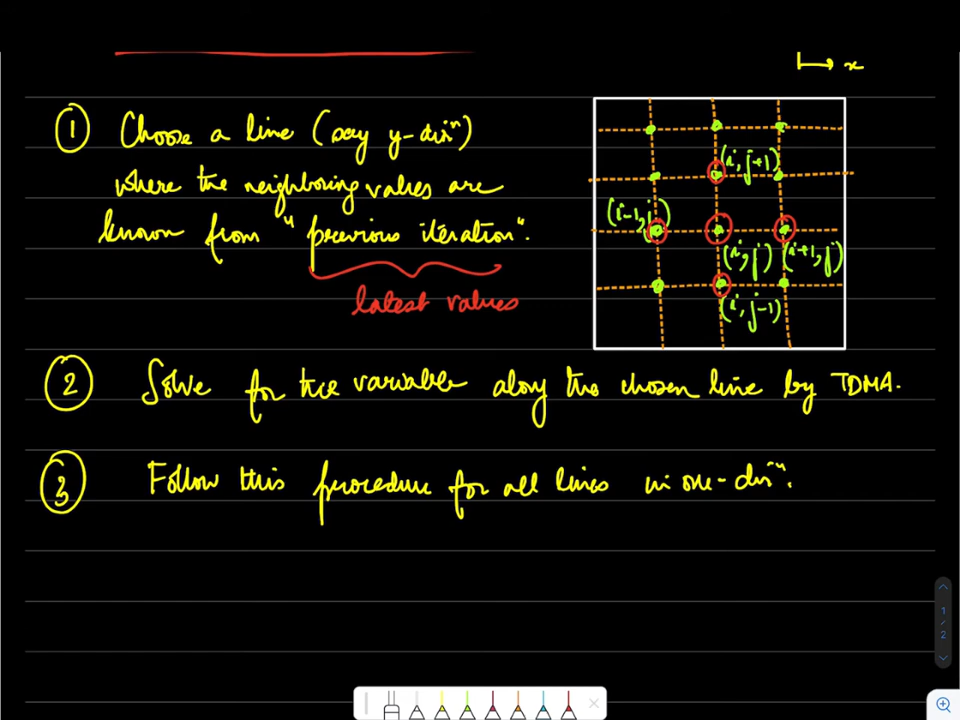 x
① Choose a line (say y-dirⁿ)
where the neighboring values are
known from "previous iteration".
latest values
(i, j+1)
(i-1, j)
(i, j) (i+1, j)
(i, j-1)
② Solve for the variable along the chosen line by TDMA.
③ Follow this procedure for all lines in one-dirⁿ.
1
/
2